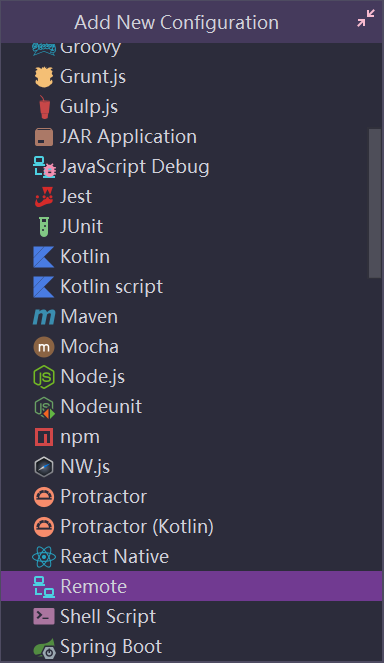 Add New Configuration
Groovy
Grunt.js
Gulp.js
JAR Application
JavaScript Debug
Jest
JUnit
Kotlin
Kotlin script
Maven
Mocha
Node.js
Nodeunit
npm
NW.js
Protractor
Protractor (Kotlin)
React Native
Remote
Shell Script
Spring Boot